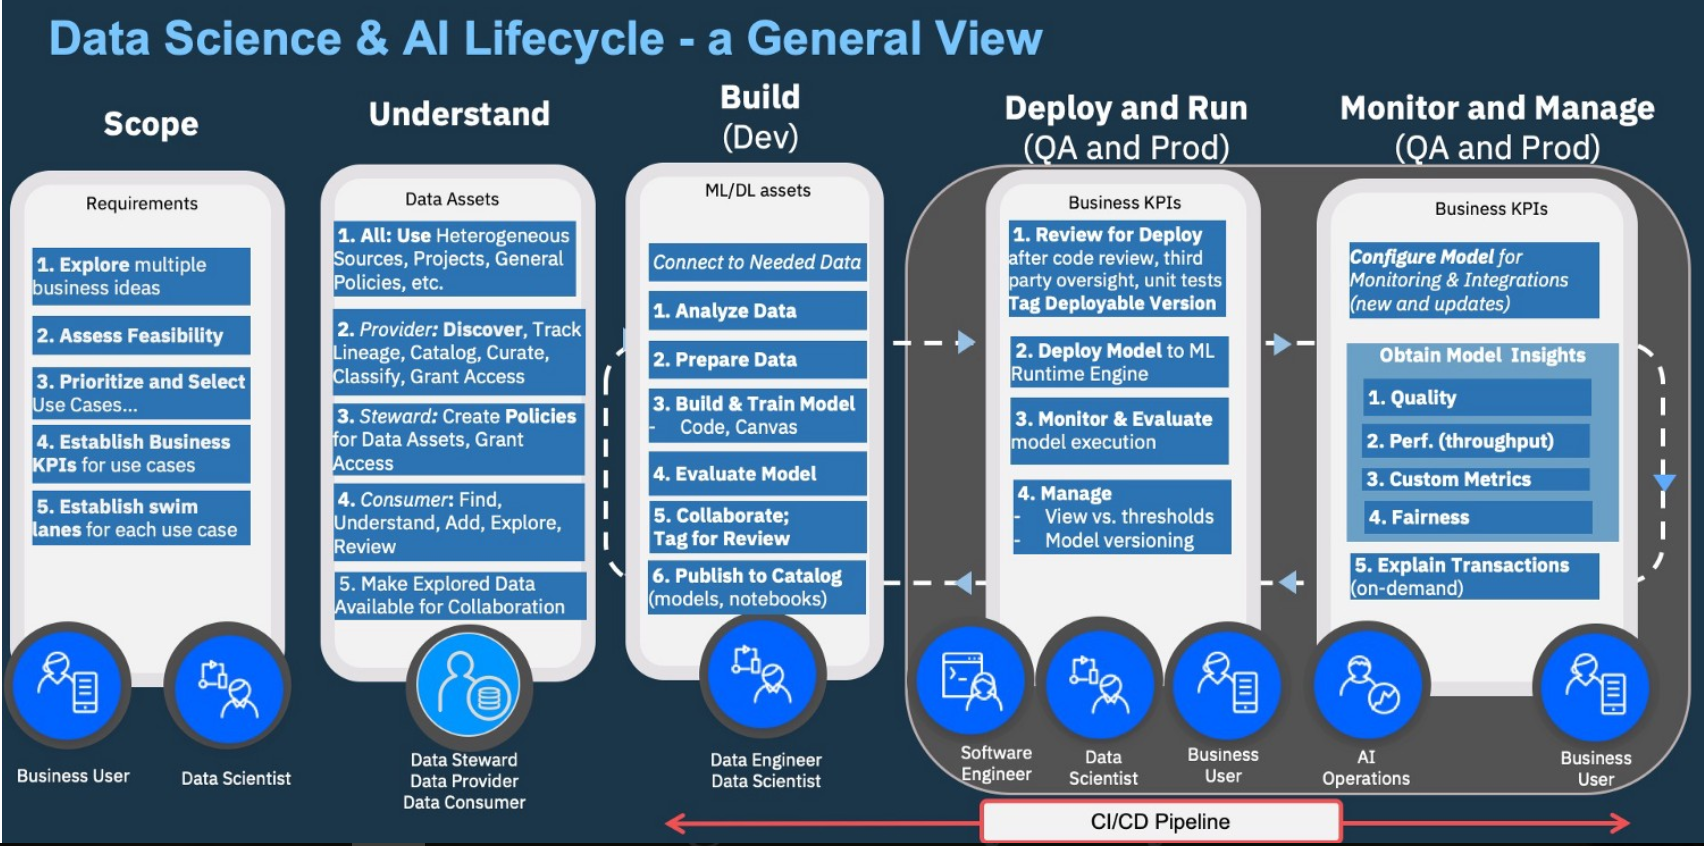 Data Science & AI Lifecycle - a General View
Scope
Requirements
1. Explore multiple
business ideas
2. Assess Feasibility
3. Prioritize and Select
Use Cases...
4. Establish Business
KPIs for use cases
5. Establish swim
lanes for each use case
Business User
Data Scientist
Understand
Data Assets
1. All: Use Heterogeneous
Sources, Projects, General
Policies, etc.
2. Provider: Discover, Track
Lineage, Catalog, Curate,
Classify, Grant Access
3. Steward: Create Policies
for Data Assets, Grant
Access
4. Consumer: Find,
Understand, Add, Explore,
Review
5. Make Explored Data
Available for Collaboration
Data Steward
Data Provider
Data Consumer
Build
(Dev)
ML/DL assets
Connect to Needed Data
1. Analyze Data
2. Prepare Data
3. Build & Train Model
- Code, Canvas
4. Evaluate Model
5. Collaborate;
Tag for Review
6. Publish to Catalog
(models, notebooks)
Data Engineer
Data Scientist
Deploy and Run
(QA and Prod)
Business KPIs
1. Review for Deploy
after code review, third
party oversight, unit tests
Tag Deployable Version
2. Deploy Model to ML
Runtime Engine
3. Monitor & Evaluate
model execution
4. Manage
- View vs. thresholds
- Model versioning
Software
Engineer
Data
Scientist
Business
User
Monitor and Manage
(QA and Prod)
Business KPIs
Configure Model for
Monitoring & Integrations
(new and updates)
Obtain Model Insights
1. Quality
2. Perf. (throughput)
3. Custom Metrics
4. Fairness
5. Explain Transactions
(on-demand)
AI
Operations
Business
User
CI/CD Pipeline